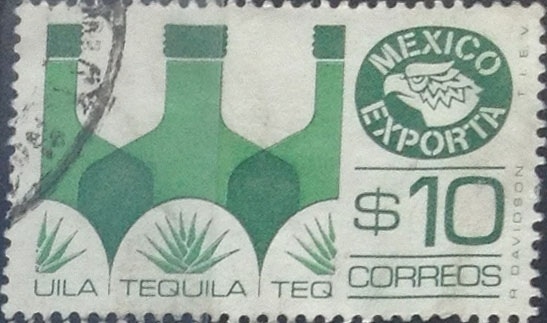 MEXICO
EXPORTA
$10
CORREOS
UILA TEQUILA TEQ
R DAVIDSON T.I.E.V.